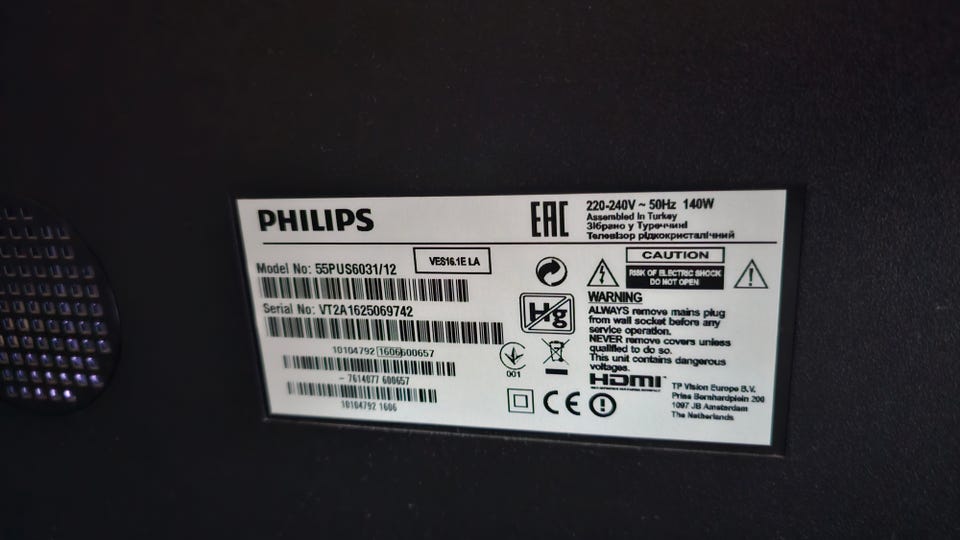 PHILIPS
Model No: 55PUS6031/12
VES16.1E LA
Serial No: VT2A1625069742
10104792 1606600657
- 7614077 600657
10104792 1606
EAC
220-240V ~ 50Hz 140W
Assembled In Turkey
Зібрано у Туреччині
Телевізор рідкокристалічний
CAUTION
RISK OF ELECTRIC SHOCK
DO NOT OPEN
Hg
001
WARNING
ALWAYS remove mains plug
from wall socket before any
service operation.
NEVER remove covers unless
qualified to do so.
This unit contains dangerous
voltages.
HDMI
CE
TP Vision Europe B.V.
Prins Bernhardplein 200
1097 JB Amsterdam
The Netherlands